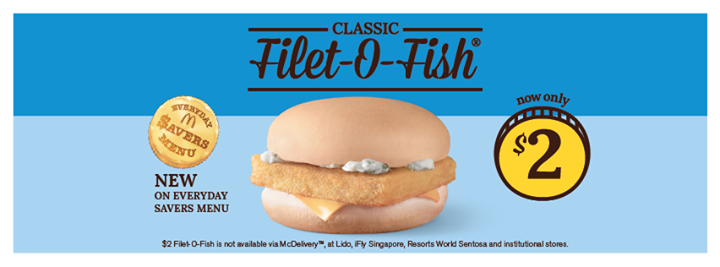 CLASSIC
Filet-O-Fish®
now only
$2
EVERYDAY
$AVERS
MENU
NEW
ON EVERYDAY
SAVERS MENU
$2 Filet-O-Fish is not available via McDelivery™, at Lido, iFly Singapore, Resorts World Sentosa and institutional stores.